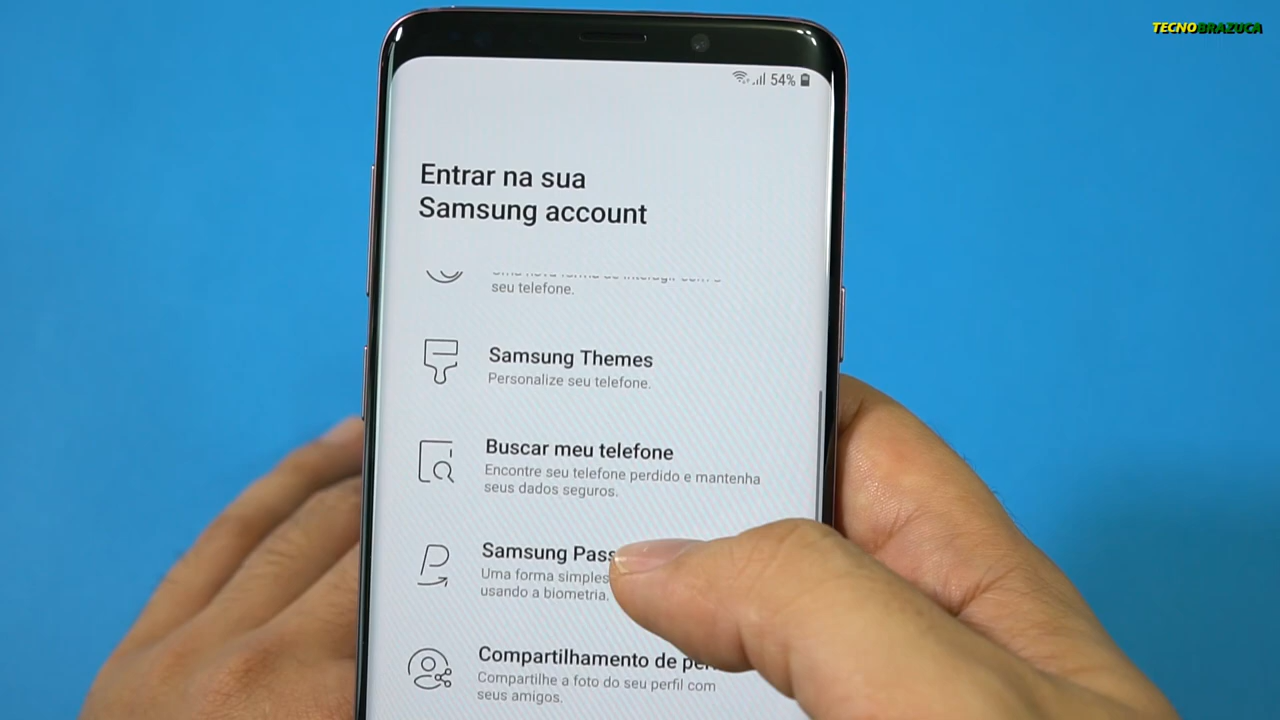 TECNOBRAZUCA
54%
Entrar na sua
Samsung account
seu telefone.
Samsung Themes
Personalize seu telefone.
Buscar meu telefone
Encontre seu telefone perdido e mantenha
seus dados seguros.
Samsung Pass
Uma forma simples
usando a biometria.
Compartilhamento de
Compartilhe a foto do seu perfil com
seus amigos.